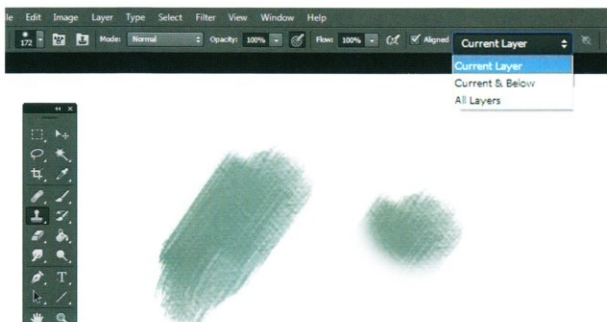 le Edit Image Layer Type Select Filter View Window Help
172 Mode: Normal Opacity: 100% Flow: 100% Aligned Current Layer
Current Layer
Current & Below
All Layers
T